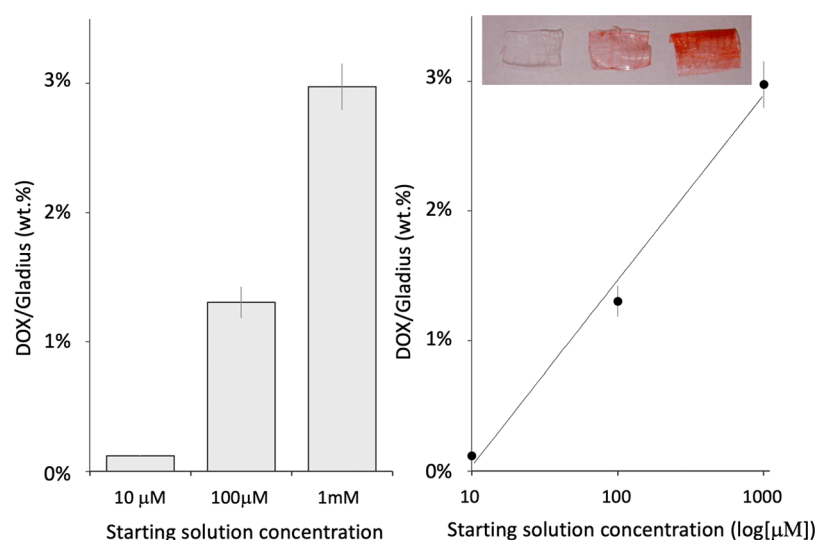 DOX/Gladius (wt.%)
3%
2%
1%
0%
10 μM
100μM
1mM
Starting solution concentration
DOX/Gladius (wt.%)
3%
2%
1%
0%
10
100
1000
Starting solution concentration (log[μM])